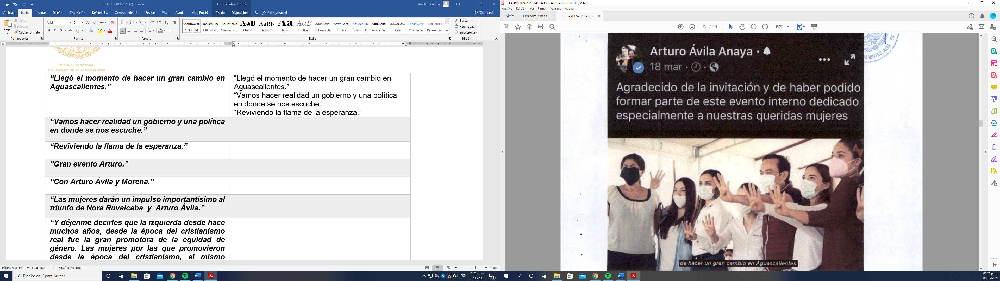 TEEA-PES-019-2021 (Z) - Word
Herramientas de tabla
Auxiliar Juridico
Archivo Inicio Insertar Diseño Disposición Referencias Correspondencia Revisar Vista Ayuda Nitro Pro 10 Diseño Disposición ¿Qué desea hacer? Compartir
Pegar
Cortar
Copiar
Copiar formato
Portapapeles
Arial 9
N K S abc x₂ x²
Fuente
Párrafo
AaBbCcDc ¶ Normal
AaBbCcI ¶ PONEN...
AaBbCcDc ¶ Sin espa...
AaB Título 1
AaBb Título 2
Aa Título
AaB Subtítulo
AaBbCcDdI Énfasis sutil
AaBbCcDdI Énfasis
AaBbCcDdI Énfasis int...
AaBbCcDdE Texto en n...
AaBbCcDc Cita
AaBbCcDc Cita desta...
AABBCCDDE Referencia...
Estilos
Buscar
Reemplazar
Seleccionar
Edición
TRIBUNAL ELECTORAL
DEL ESTADO DE AGUASCALIENTES
“Llegó el momento de hacer un gran cambio en
Aguascalientes.”
“Llegó el momento de hacer un gran cambio en
Aguascalientes.”
“Vamos hacer realidad un gobierno y una política
en donde se nos escuche.”
“Reviviendo la flama de la esperanza.”
“Vamos hacer realidad un gobierno y una política
en donde se nos escuche.”
“Reviviendo la flama de la esperanza.”
“Gran evento Arturo.”
“Con Arturo Ávila y Morena.”
“Las mujeres darán un impulso importantísimo al
triunfo de Nora Ruvalcaba y Arturo Ávila.”
“Y déjenme decirles que la izquierda desde hace
muchos años, desde la época del cristianismo
real fue la gran promotora de la equidad de
género. Las mujeres por las que promovieron
desde la época del cristianismo, el mismo
Página 6 de 19 6504 palabras Español (México) 240%
Escribe aquí para buscar
ESP 01:21 p. m.
01/05/2021
TEEA-PES-019-2021.pdf - Adobe Acrobat Reader DC (32-bit)
Archivo Edición Ver Firmar Ventana Ayuda
Inicio Herramientas TEEA-PES-019-202... ×
43 / 114 150%
Arturo Ávila Anaya
18 mar
Agradecido de la invitación y de haber podido
formar parte de este evento interno dedicado
especialmente a nuestras queridas mujeres
de hacer un gran cambio en Aguascalientes.
ALIENTES, AGS.
01:21 p. m.
01/05/2021